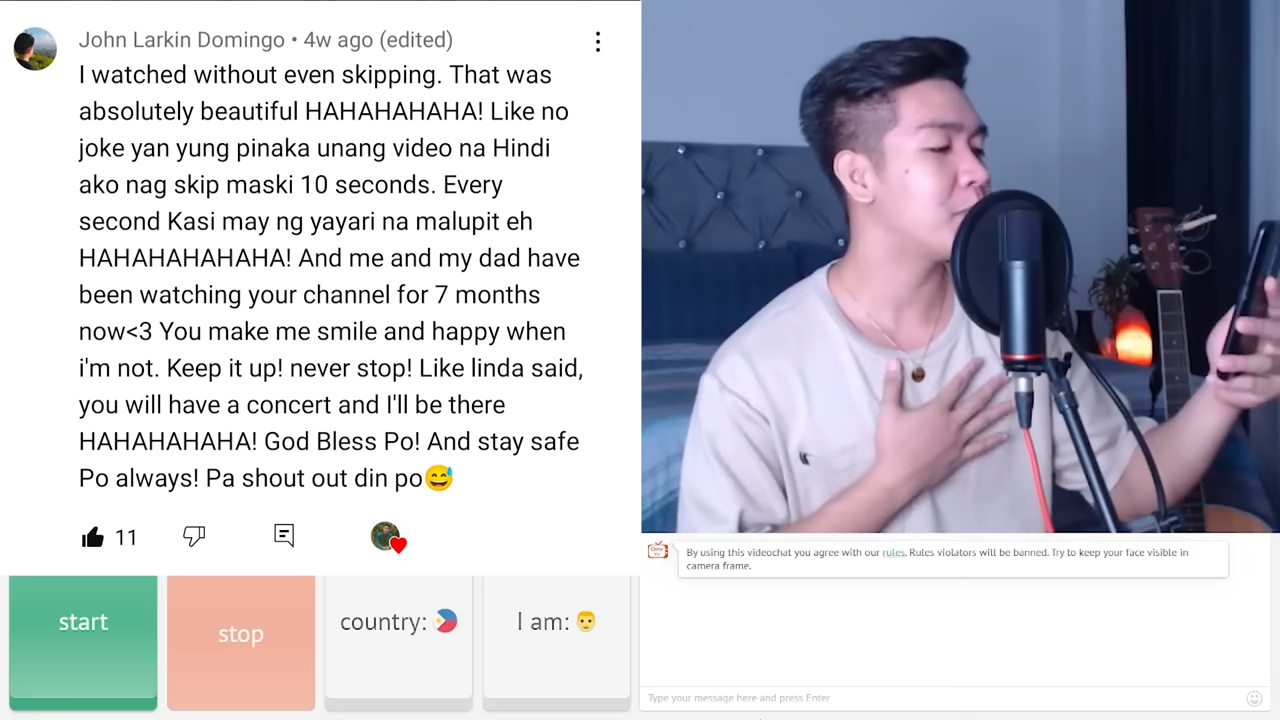 John Larkin Domingo • 4w ago (edited)
I watched without even skipping. That was
absolutely beautiful HAHAHAHAHA! Like no
joke yan yung pinaka unang video na Hindi
ako nag skip maski 10 seconds. Every
second Kasi may ng yayari na malupit eh
HAHAHAHAHAHA! And me and my dad have
been watching your channel for 7 months
now<3 You make me smile and happy when
i'm not. Keep it up! never stop! Like linda said,
you will have a concert and I'll be there
HAHAHAHAHA! God Bless Po! And stay safe
Po always! Pa shout out din po😅
11
By using this videochat you agree with our rules. Rules violators will be banned. Try to keep your face visible in
camera frame.
start
stop
country: 🇵🇭
I am: 👨
Type your message here and press Enter